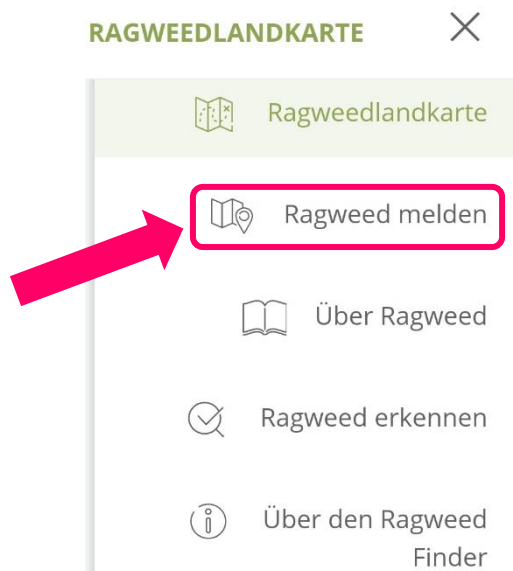 RAGWEEDLANDKARTE
Ragweedlandkarte
Ragweed melden
Über Ragweed
Ragweed erkennen
Über den Ragweed
Finder